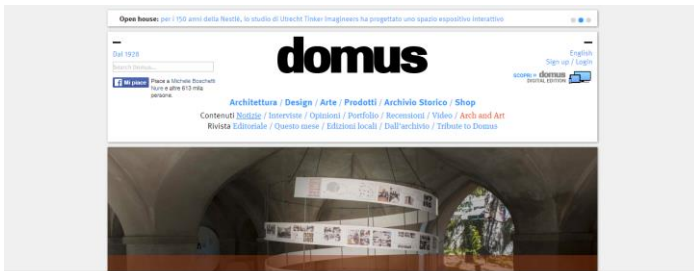 Open house: per i 150 anni della Nestlé, lo studio di Utrecht Tinker Imagineers ha progettato uno spazio espositivo interattivo
Dal 1928
domus
English
Sign up / Login
Search Domus...
SCOPRI domus
DIGITAL EDITION
Mi piace
Piace a Michele Boschetti
Nure e altre 613 mila
persone.
Architettura / Design / Arte / Prodotti / Archivio Storico / Shop
Contenuti Notizie / Interviste / Opinioni / Portfolio / Recensioni / Video / Arch and Art
Rivista Editoriale / Questo mese / Edizioni locali / Dall'archivio / Tribute to Domus